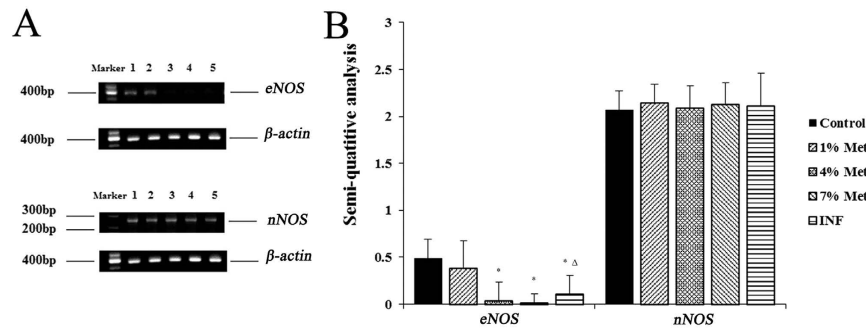 A
Marker 1 2 3 4 5
400bp eNOS
400bp β-actin
Marker 1 2 3 4 5
300bp
200bp nNOS
400bp β-actin
B
Semi-quatitive analysis
3
2.5
2
1.5
1
0.5
0
* * * Δ
eNOS nNOS
Control
1% Met
4% Met
7% Met
INF